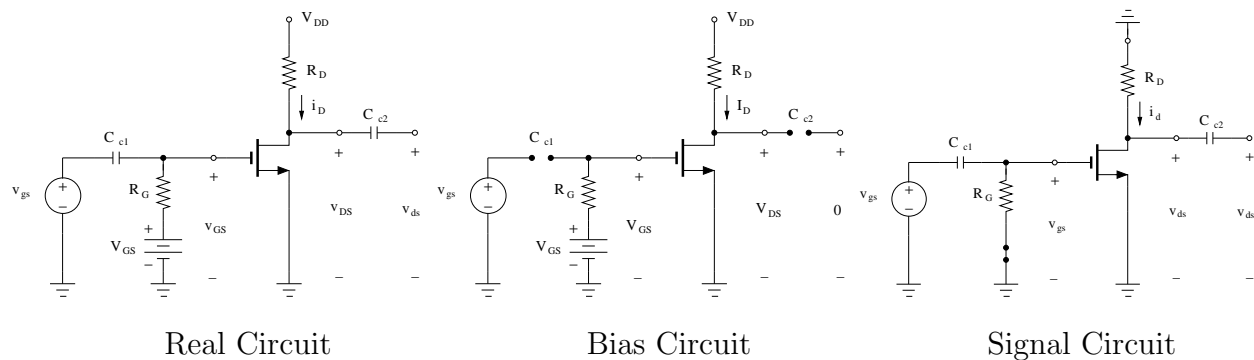 V_DD
R_D
i_D
C_c2
C_c1
+
+
+
v_gs
+
−
R_G
v_GS
v_DS
v_ds
+
V_GS
−
−
−
−
Real Circuit
V_DD
R_D
I_D
C_c2
C_c1
+
+
+
v_gs
+
−
R_G
V_GS
V_DS
0
+
V_GS
−
−
−
−
Bias Circuit
R_D
i_d
C_c2
C_c1
+
+
+
v_gs
+
−
R_G
v_gs
v_ds
v_ds
−
−
−
Signal Circuit